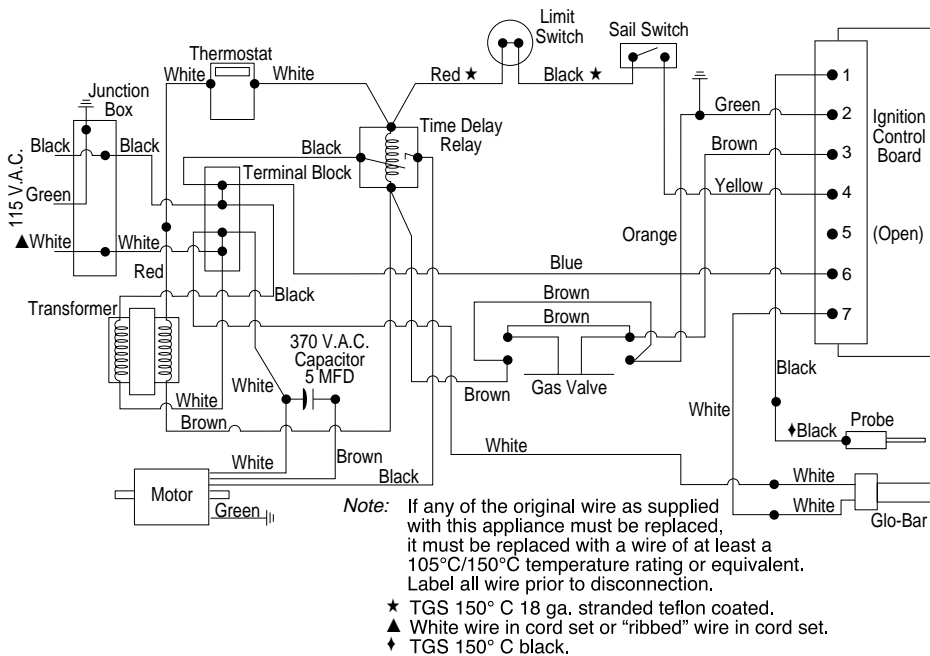 Limit
Switch
Sail Switch
Thermostat
White
White
Red ★
Black ★
1
Junction
Box
Green
2
Ignition
Control
Board
Time Delay
Relay
Black
Brown
3
Black
Black
Terminal Block
115 V.A.C.
Green
Yellow
4
▲White
White
Orange
5
(Open)
Red
Blue
6
Black
Brown
Transformer
Brown
7
370 V.A.C.
Capacitor
5 MFD
White
Gas Valve
Black
White
Brown
White
Brown
♦Black
Probe
White
Brown
White
Black
White
Motor
White
Green
Glo-Bar
Note: If any of the original wire as supplied
with this appliance must be replaced,
it must be replaced with a wire of at least a
105°C/150°C temperature rating or equivalent.
Label all wire prior to disconnection.
★ TGS 150° C 18 ga. stranded teflon coated.
▲ White wire in cord set or “ribbed” wire in cord set.
♦ TGS 150° C black.